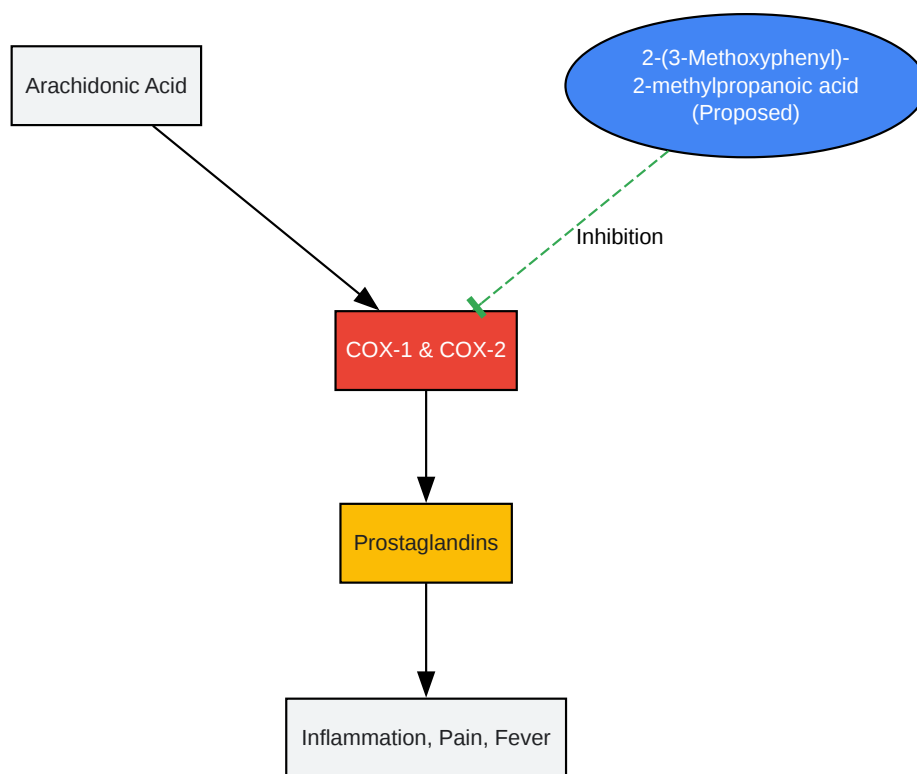 Arachidonic Acid
2-(3-Methoxyphenyl)-
2-methylpropanoic acid
(Proposed)
Inhibition
COX-1 & COX-2
Prostaglandins
Inflammation, Pain, Fever